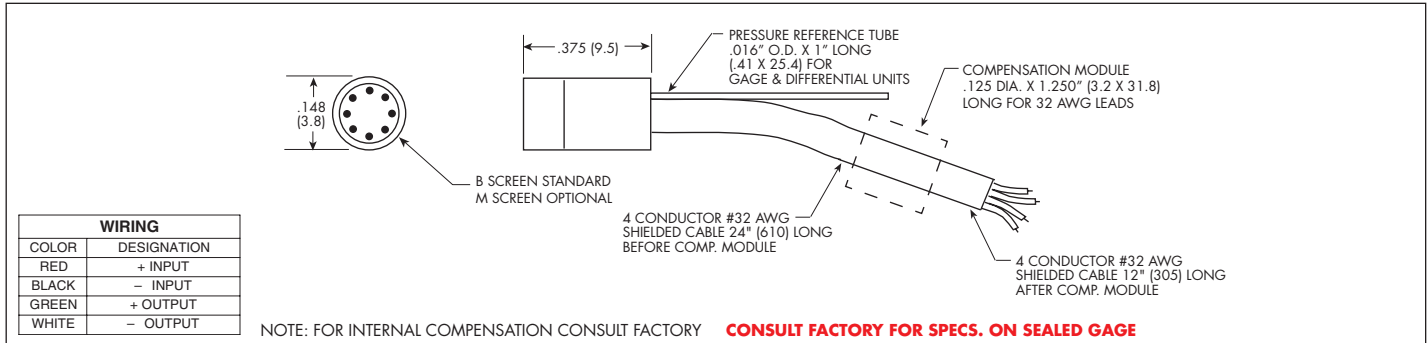 .375 (9.5)
PRESSURE REFERENCE TUBE
.016" O.D. X 1" LONG
(.41 X 25.4) FOR
GAGE & DIFFERENTIAL UNITS
COMPENSATION MODULE
.125 DIA. X 1.250" (3.2 X 31.8)
LONG FOR 32 AWG LEADS
.148
(3.8)
B SCREEN STANDARD
M SCREEN OPTIONAL
4 CONDUCTOR #32 AWG
SHIELDED CABLE 24" (610) LONG
BEFORE COMP. MODULE
4 CONDUCTOR #32 AWG
SHIELDED CABLE 12" (305) LONG
AFTER COMP. MODULE
WIRING
COLOR DESIGNATION
RED + INPUT
BLACK – INPUT
GREEN + OUTPUT
WHITE – OUTPUT
NOTE: FOR INTERNAL COMPENSATION CONSULT FACTORY CONSULT FACTORY FOR SPECS. ON SEALED GAGE